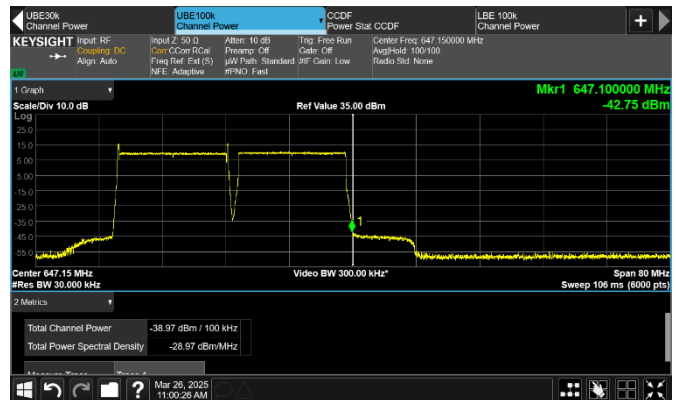 UBE30k
Channel Power
UBE100k
Channel Power
CCDF
Power Stat CCDF
LBE 100k
Channel Power
KEYSIGHT
Input: RF
Coupling: DC
Align: Auto
Input Z: 50 Ω
Corr CCorr RCal
Freq Ref: Ext (S)
NFE: Adaptive
Atten: 10 dB
Preamp: Off
µW Path: Standard
#PNO: Fast
Trig: Free Run
Gate: Off
#IF Gain: Low
Center Freq: 647.150000 MHz
Avg|Hold: 100/100
Radio Std: None
LXI
1 Graph
Mkr1 647.100000 MHz
Scale/Div 10.0 dB
Ref Value 35.00 dBm
-42.75 dBm
Log
25.0
15.0
5.00
-5.00
-15.0
-25.0
-35.0
-45.0
-55.0
1
Center 647.15 MHz
Video BW 300.00 kHz*
Span 80 MHz
#Res BW 30.000 kHz
Sweep 106 ms (6000 pts)
2 Metrics
Total Channel Power
-38.97 dBm / 100 kHz
Total Power Spectral Density
-28.97 dBm/MHz
Measure Trace
Trace 1
?
Mar 26, 2025
11:00:26 AM